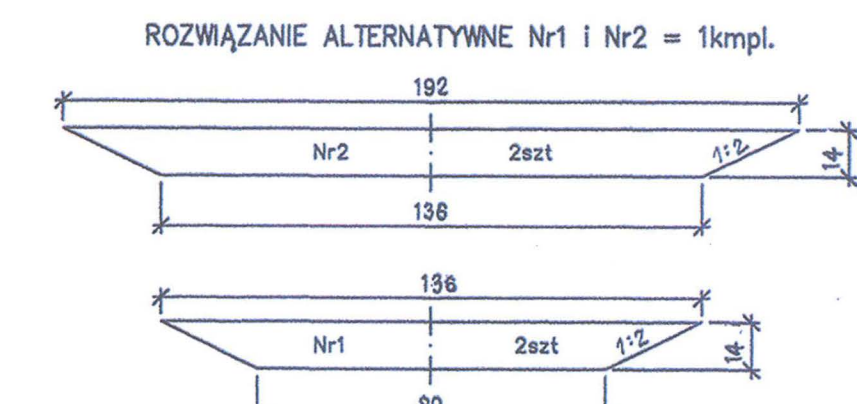 ROZWIĄZANIE ALTERNATYWNE Nr1 i Nr2 = 1kmpl.
192
Nr2 2szt 1:2 14
136
136
Nr1 2szt 1:2 14